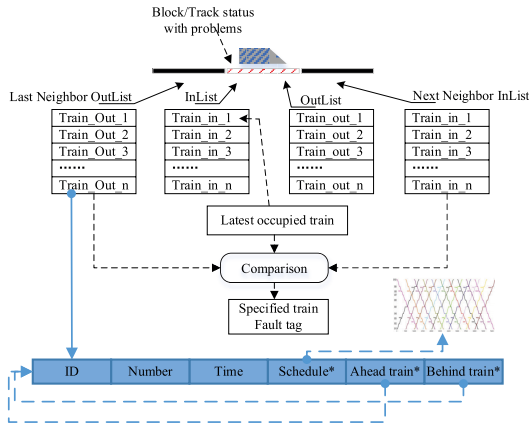 Block/Track status
with problems
Last Neighbor OutList
InList
OutList
Next Neighbor InList
Train_Out_1
Train_Out_2
Train_Out_3
······
Train_Out_n
Train_in_1
Train_in_2
Train_in_3
······
Train_in_n
Train_out_1
Train_out_2
Train_out_3
······
Train_out_n
Train_in_1
Train_in_2
Train_in_3
······
Train_in_n
Latest occupied train
Comparison
Specified train
Fault tag
ID
Number
Time
Schedule*
Ahead train*
Behind train*